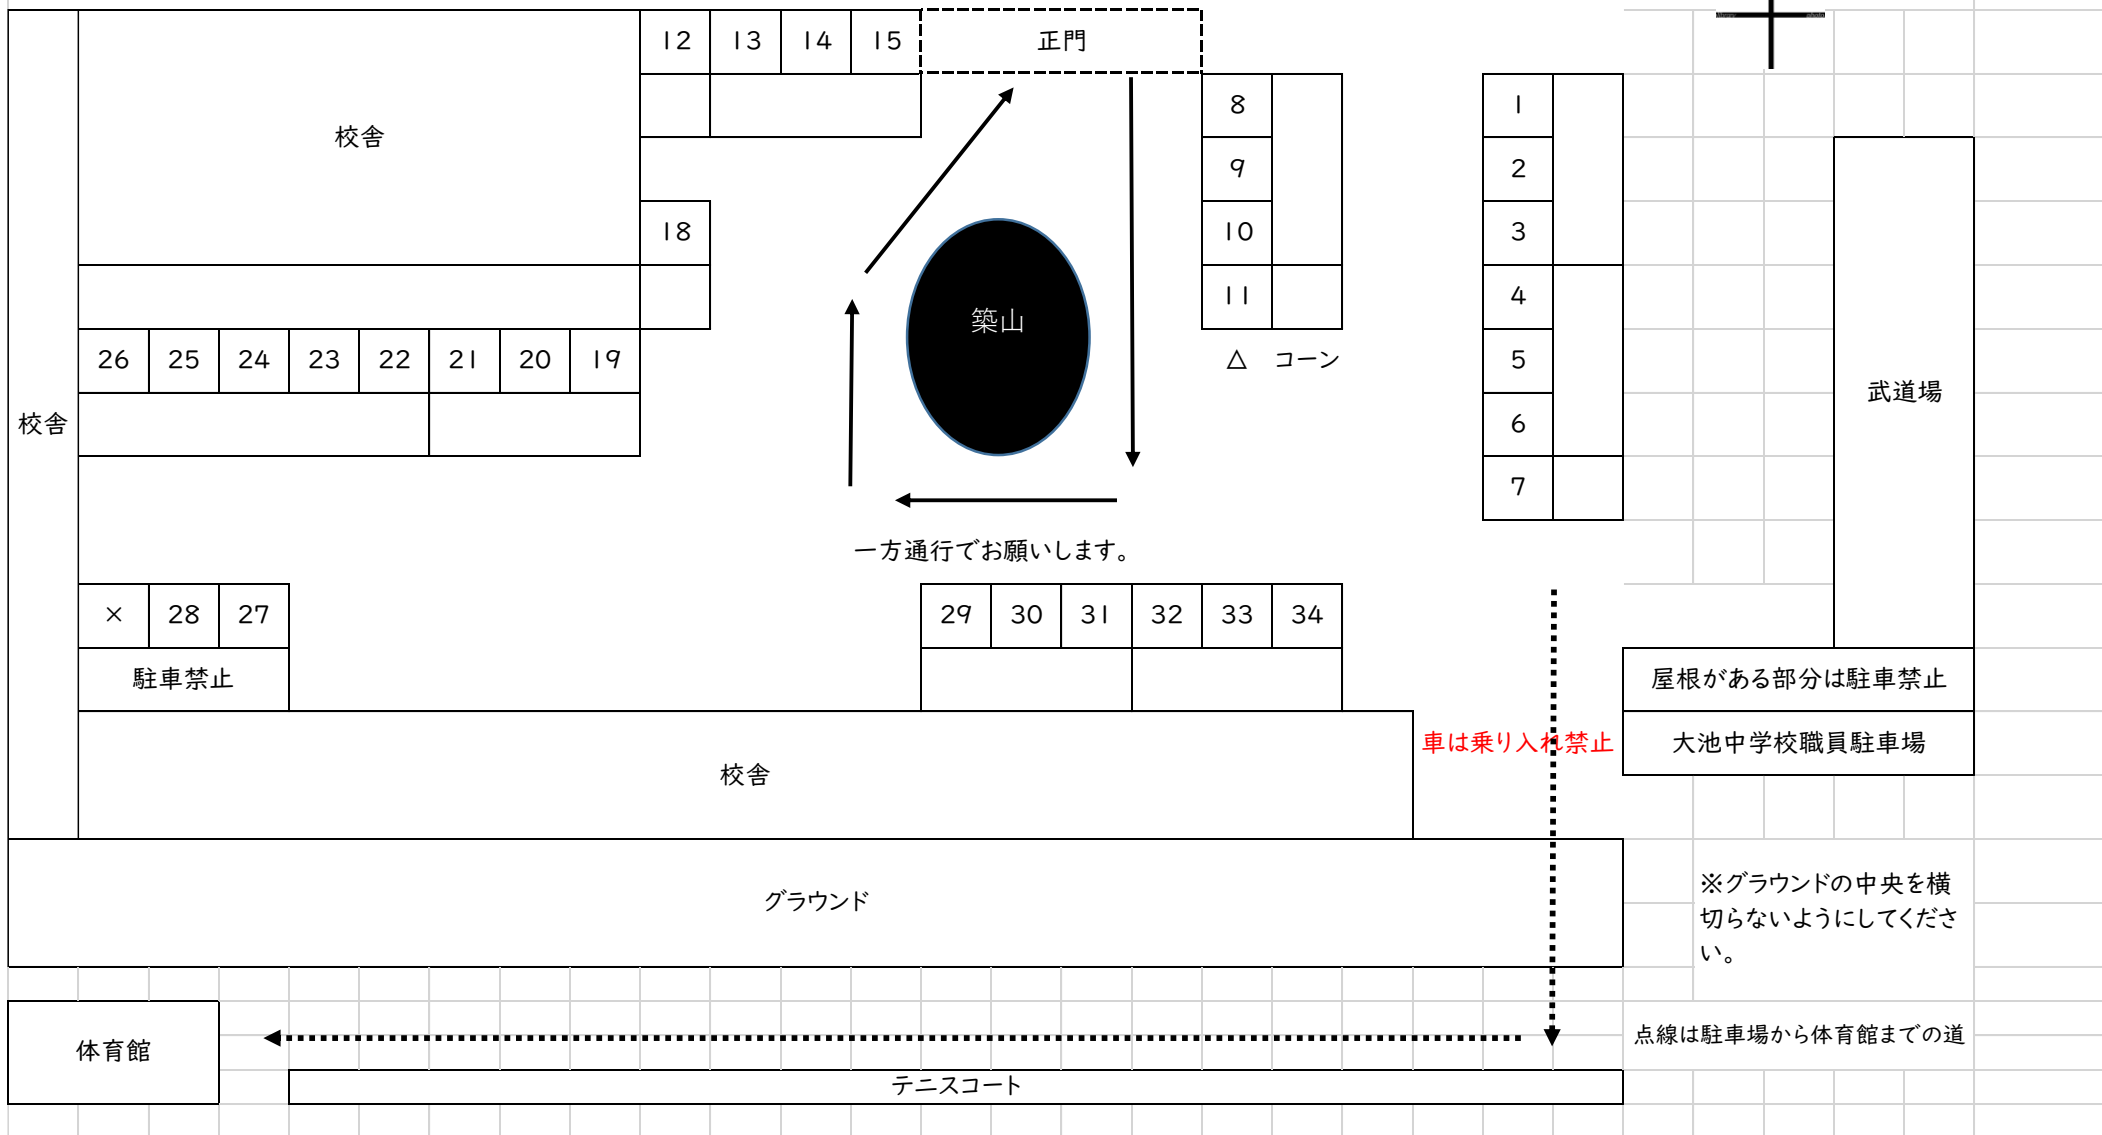 12 13 14 15 正門
8 1
校舎
9 2
18 10 3
11 4
築山
26 25 24 23 22 21 20 19 △ コーン 5
武道場
校舎 6
7
一方通行でお願いします。
× 28 27 29 30 31 32 33 34
駐車禁止 屋根がある部分は駐車禁止
車は乗り入れ禁止 大池中学校職員駐車場
校舎
グラウンド
※グラウンドの中央を横
切らないようにしてくださ
い。
点線は駐車場から体育館までの道
体育館
テニスコート